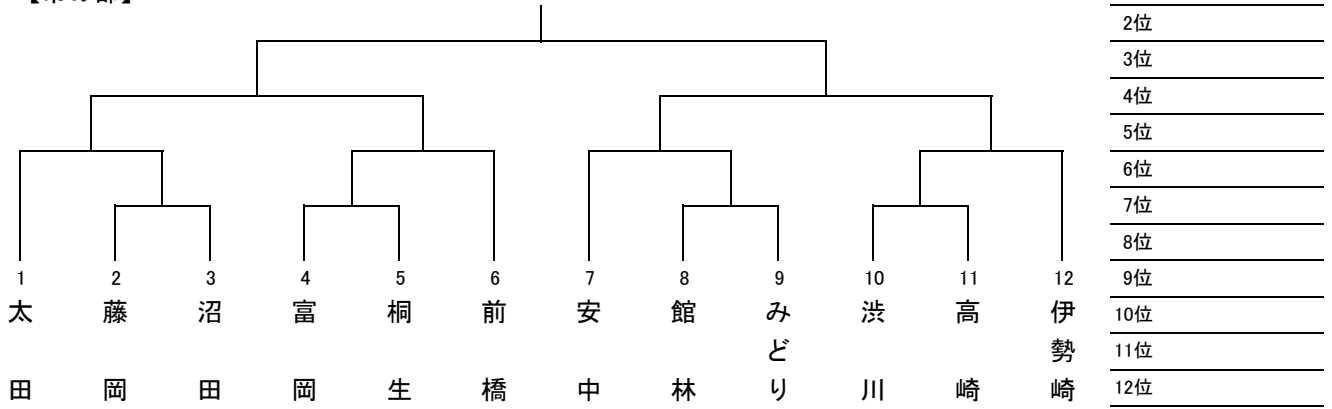 2位
3位
4位
5位
6位
7位
8位
9位
10位
11位
12位
1 2 3 4 5 6 7 8 9 10 11 12
太田
藤岡
沼田
富岡
桐生
前橋
安中
館林
みどり
渋川
高崎
伊勢崎